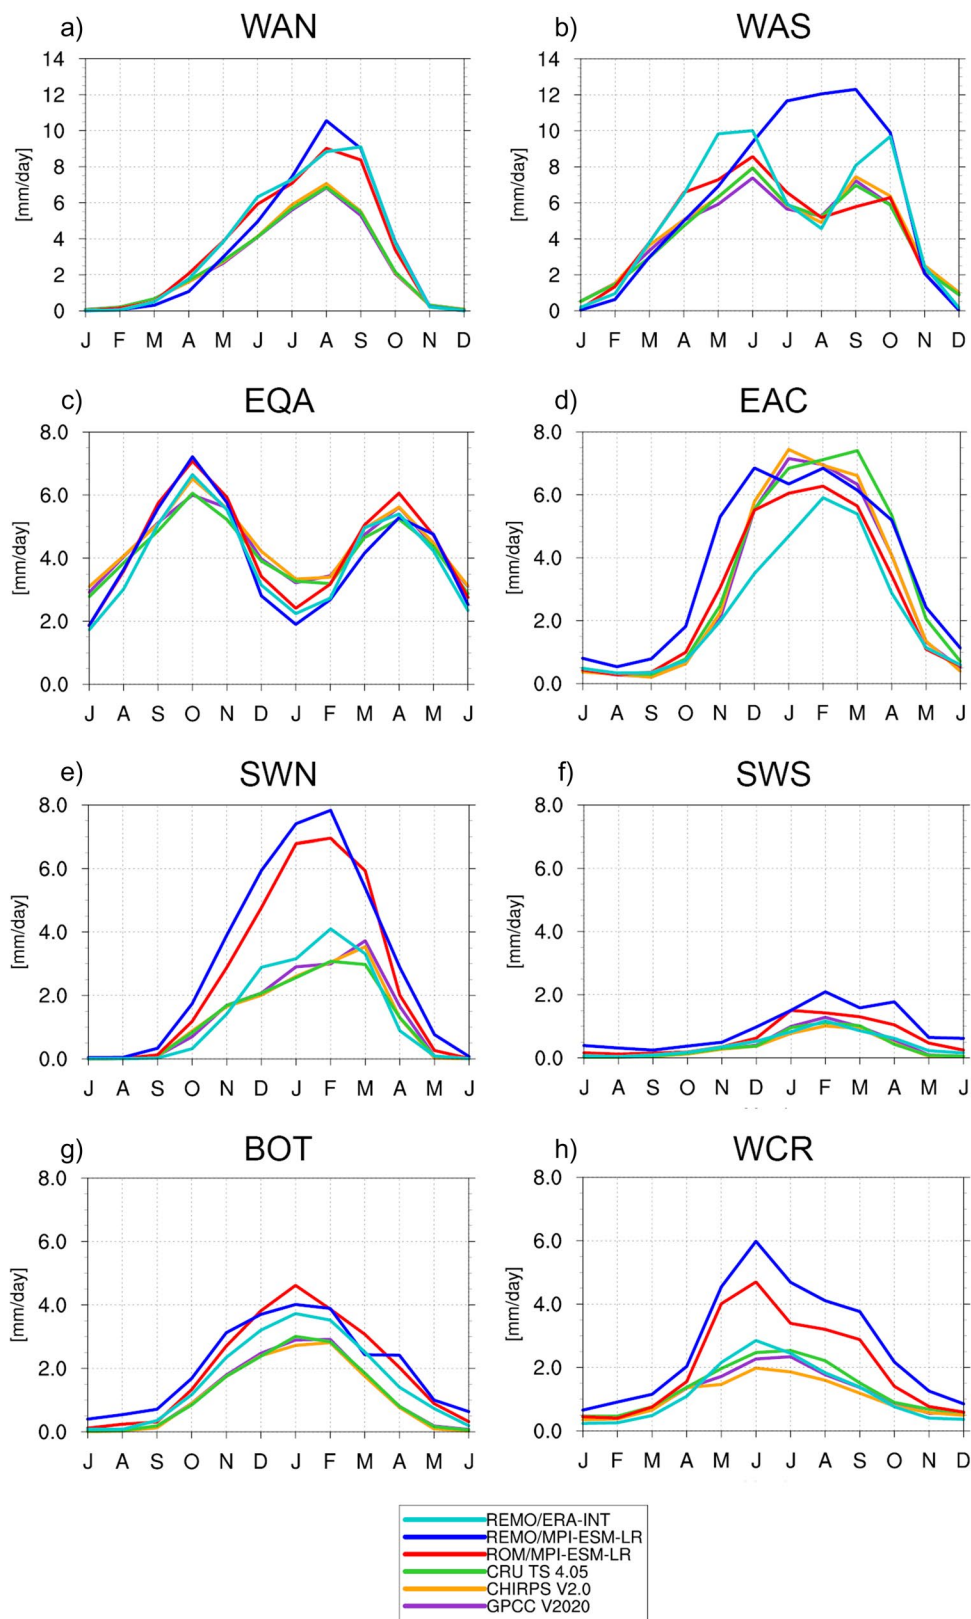 a) WAN
b) WAS
14
12
10
8
6
4
2
0
[mm/day]
J F M A M J J A S O N D
14
12
10
8
6
4
2
0
[mm/day]
J F M A M J J A S O N D
c) EQA
d) EAC
8.0
6.0
4.0
2.0
0.0
[mm/day]
J A S O N D J F M A M J
8.0
6.0
4.0
2.0
0.0
[mm/day]
J A S O N D J F M A M J
e) SWN
f) SWS
8.0
6.0
4.0
2.0
0.0
[mm/day]
J A S O N D J F M A M J
8.0
6.0
4.0
2.0
0.0
[mm/day]
J A S O N D J F M A M J
g) BOT
h) WCR
8.0
6.0
4.0
2.0
0.0
[mm/day]
J A S O N D J F M A M J
8.0
6.0
4.0
2.0
0.0
[mm/day]
J F M A M J J A S O N D
REMO/ERA-INT
REMO/MPI-ESM-LR
ROM/MPI-ESM-LR
CRU TS 4.05
CHIRPS V2.0
GPCC V2020